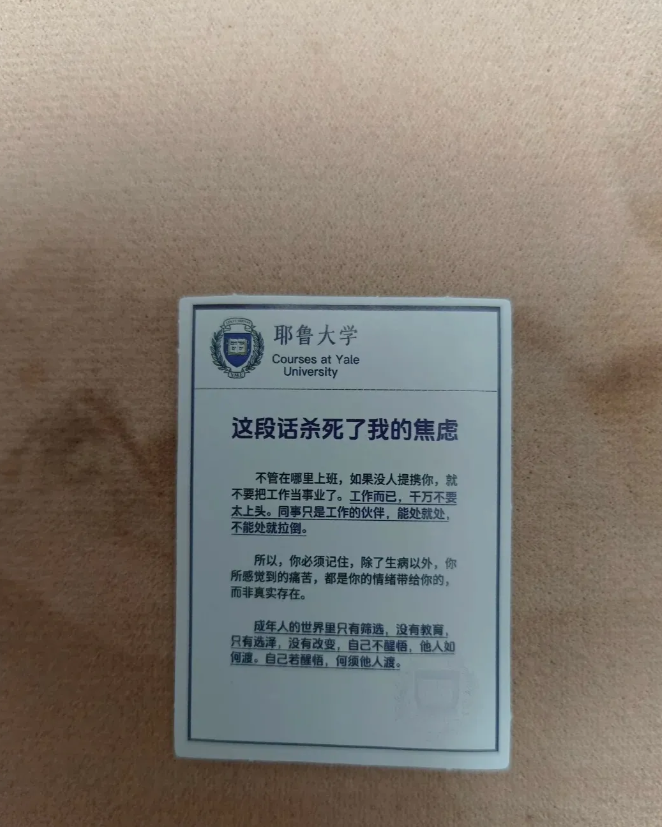 耶鲁大学
Courses at Yale
University
这段话杀死了我的焦虑
不管在哪里上班，如果没人提携你，就
不要把工作当事业了。工作而已，千万不要
太上头。同事只是工作的伙伴，能处就处，
不能处就拉倒。
所以，你必须记住，除了生病以外，你
所感觉到的痛苦，都是你的情绪带给你的，
而非真实存在。
成年人的世界里只有筛选，没有教育，
只有选泽，没有改变，自己不醒悟，他人如
何渡。自己若醒悟，何须他人渡。